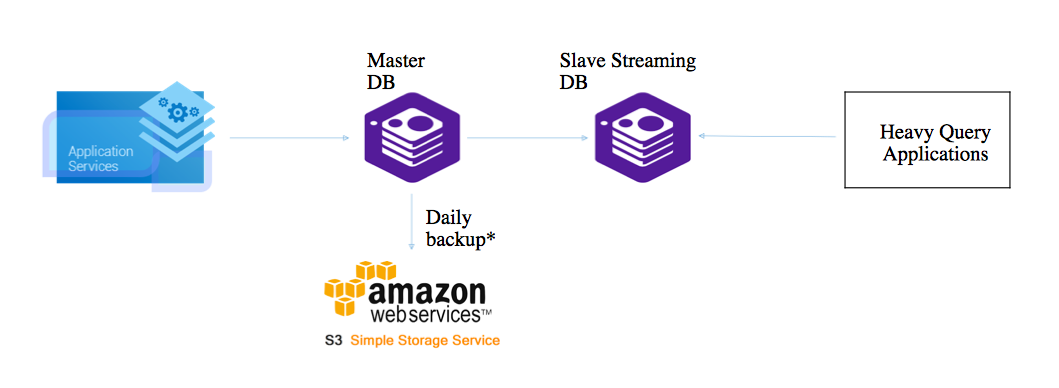 Master
DB
Slave Streaming
DB
Application
Services
Heavy Query
Applications
Daily
backup*
amazon
webservices™
S3 Simple Storage Service